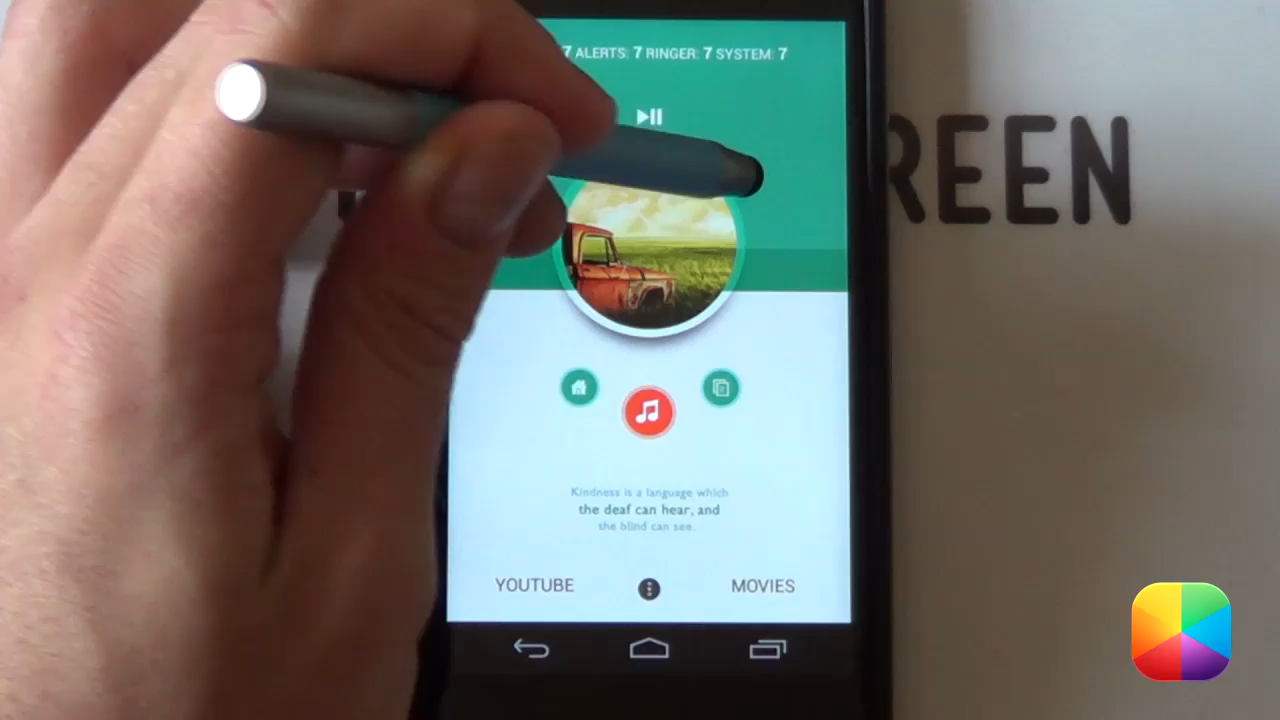 7 ALERTS: 7 RINGER: 7 SYSTEM: 7
REEN
Kindness is a language which
the deaf can hear, and
the blind can see.
YOUTUBE
MOVIES